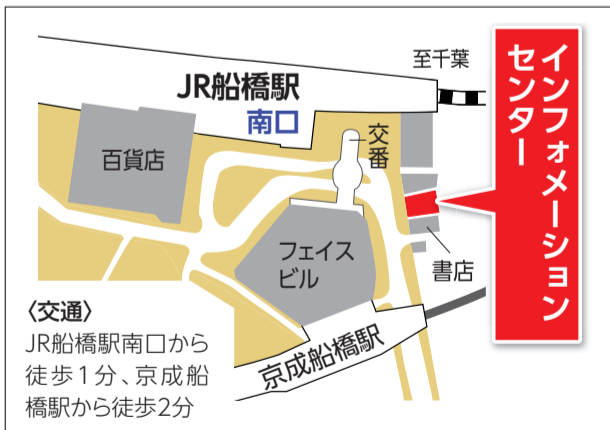 至千葉
JR船橋駅
南口
交番
百貨店
インフォメーション
センター
フェイス
ビル
書店
京成船橋駅
〈交通〉
JR船橋駅南口から
徒歩1分、京成船
橋駅から徒歩2分